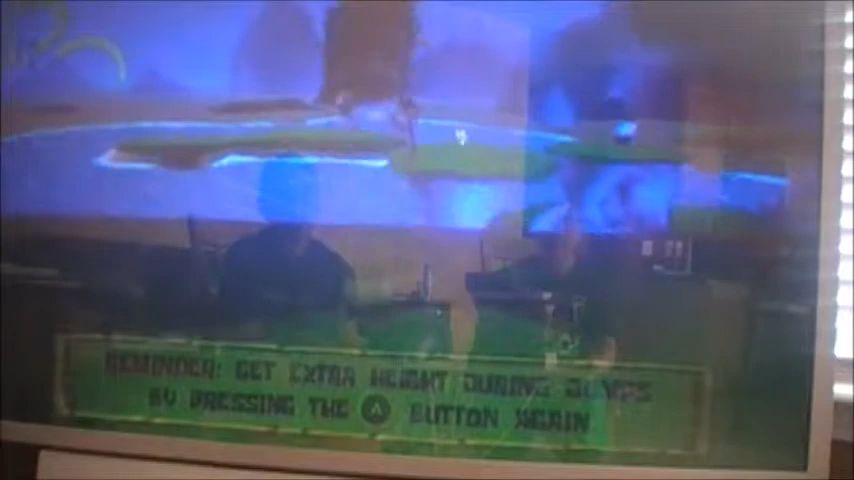 REMINDER: GET EXTRA HEIGHT DURING JUMPS
BY PRESSING THE A BUTTON AGAIN